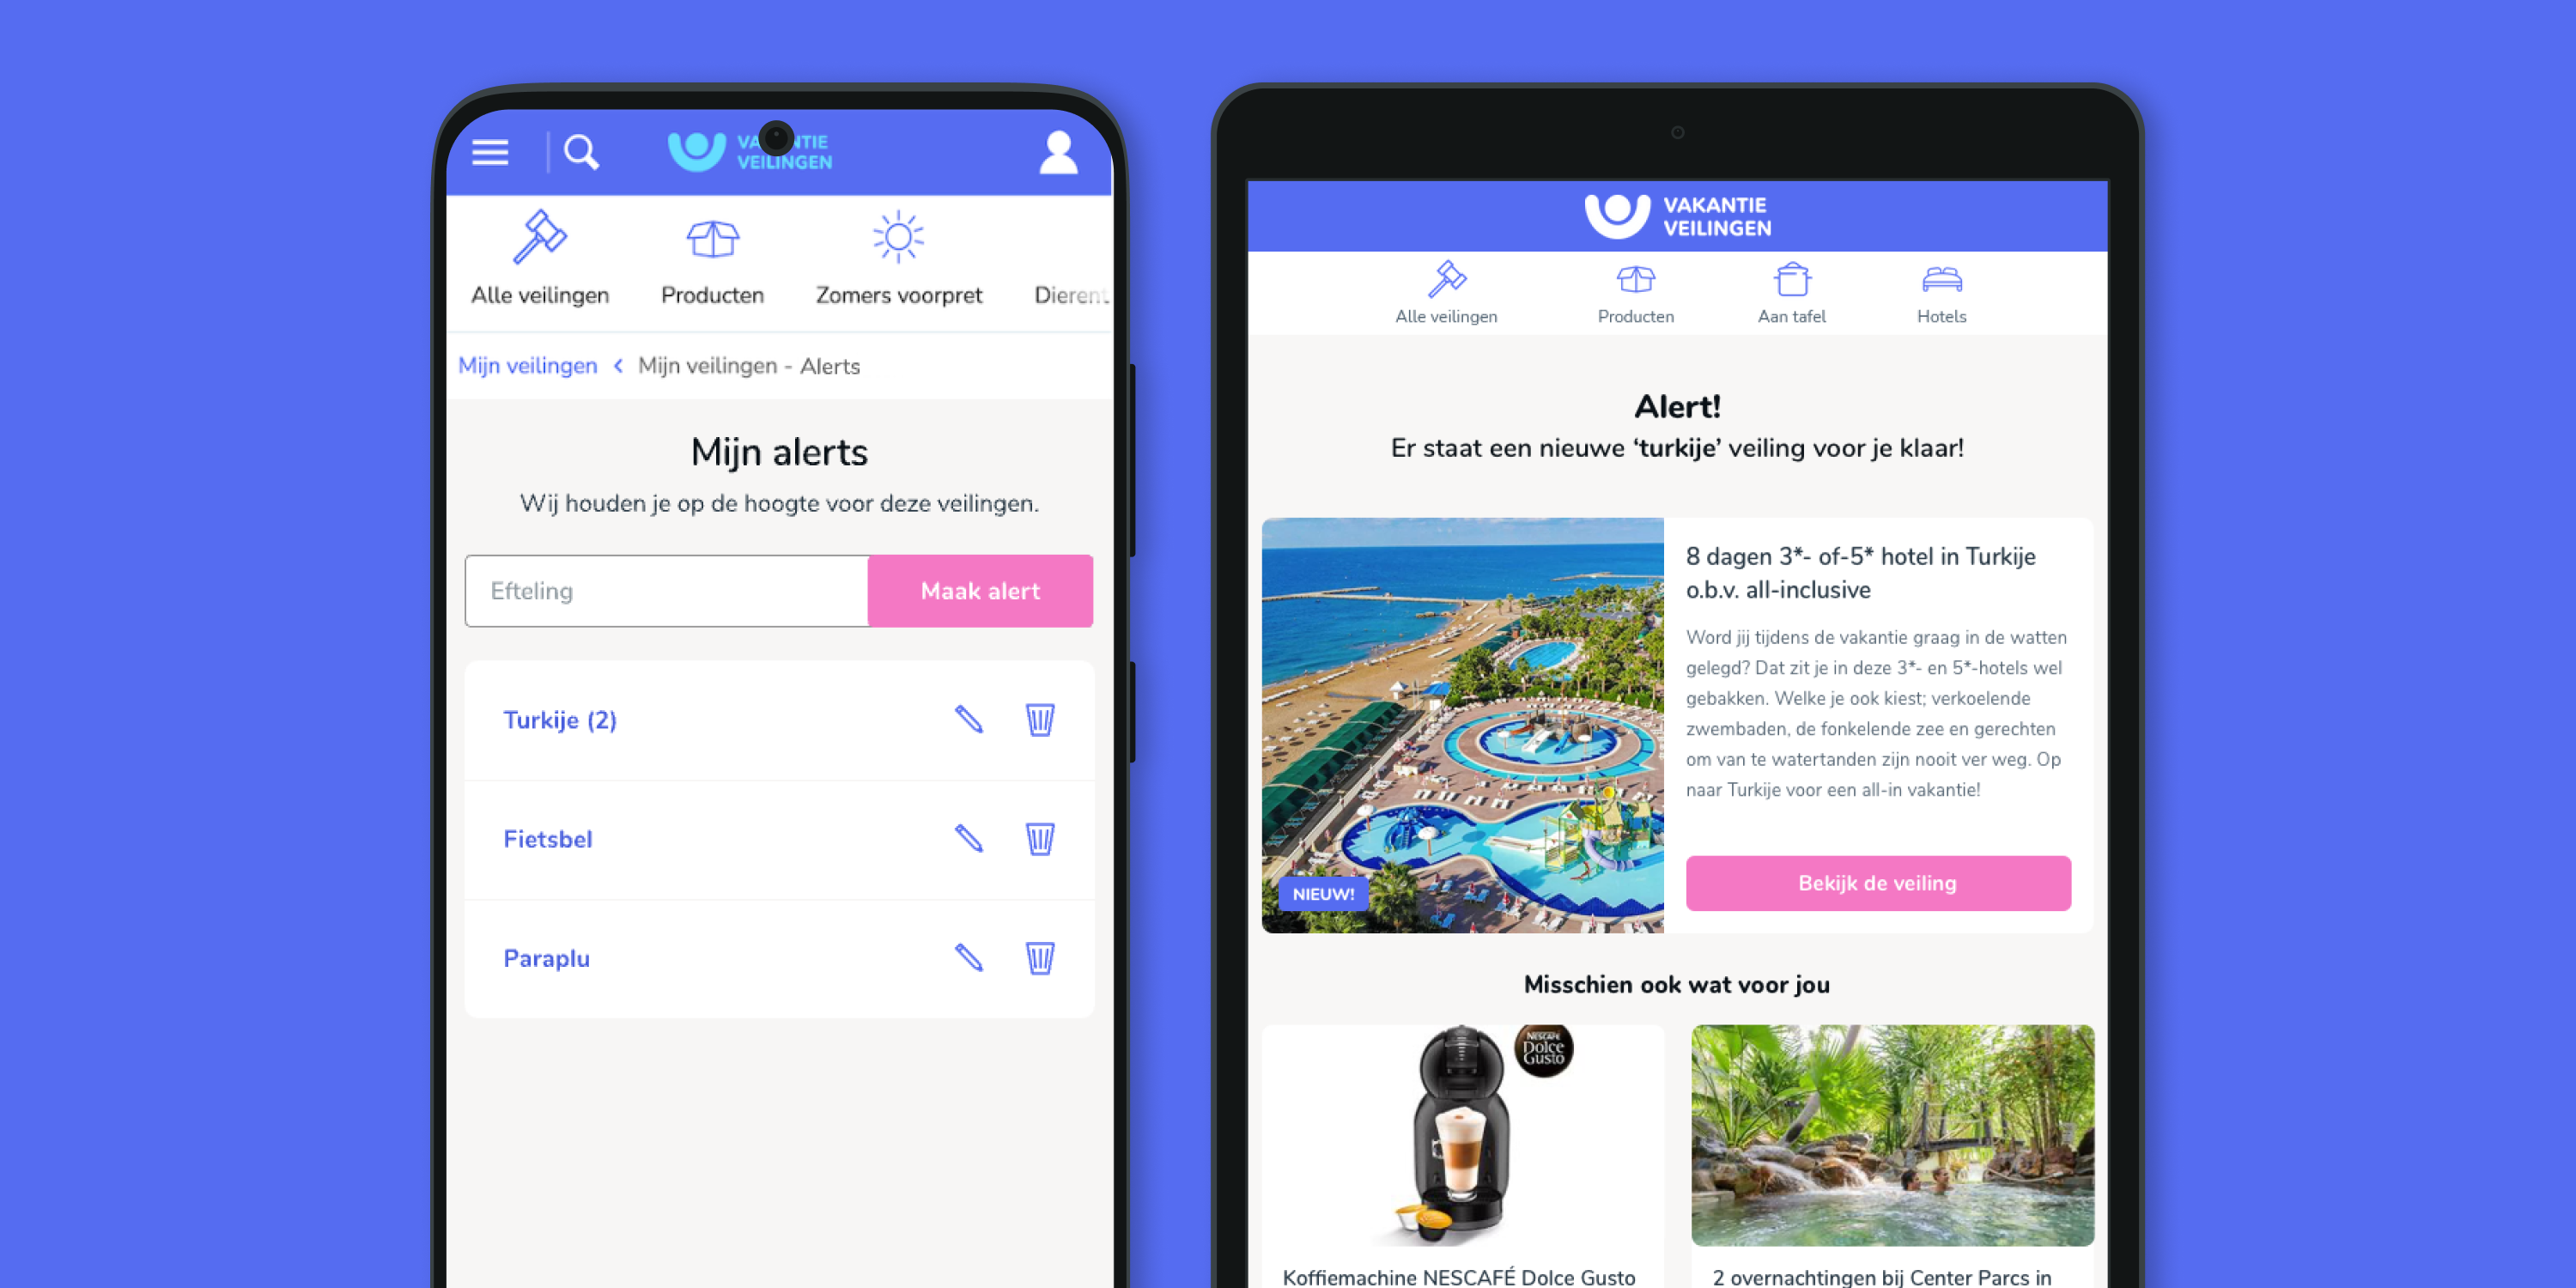 VAKANTIE
VEILINGEN
Alle veilingen
Producten
Zomers voorpret
Dierent
Mijn veilingen < Mijn veilingen - Alerts
Mijn alerts
Wij houden je op de hoogte voor deze veilingen.
Efteling
Maak alert
Turkije (2)
Fietsbel
Paraplu
VAKANTIE
VEILINGEN
Alle veilingen
Producten
Aan tafel
Hotels
Alert!
Er staat een nieuwe ‘turkije’ veiling voor je klaar!
8 dagen 3*- of-5* hotel in Turkije
o.b.v. all-inclusive
Word jij tijdens de vakantie graag in de watten
gelegd? Dat zit je in deze 3*- en 5*-hotels wel
gebakken. Welke je ook kiest; verkoelende
zwembaden, de fonkelende zee en gerechten
om van te watertanden zijn nooit ver weg. Op
naar Turkije voor een all-in vakantie!
NIEUW!
Bekijk de veiling
Misschien ook wat voor jou
NESCAFÉ
Dolce
Gusto
Koffiemachine NESCAFÉ Dolce Gusto
2 overnachtingen bij Center Parcs in